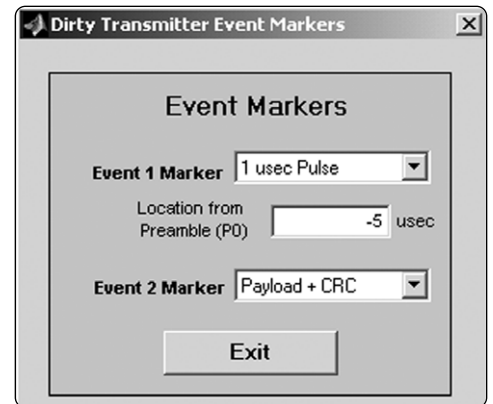 Dirty Transmitter Event Markers
Event Markers
Event 1 Marker 1 usec Pulse
Location from
Preamble (P0) -5 usec
Event 2 Marker Payload + CRC
Exit